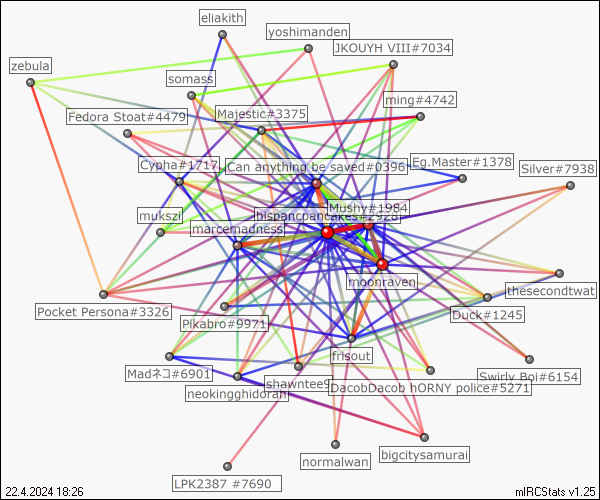 eliakith
yoshimanden
JKOUYH VIII#7034
zebula
somass
ming#4742
Fedora Stoat#4479
Majestic#3375
Cypha#1717
Can anything be saved#0396
Eg.Master#1378
Silver#7938
mukszil
Mushy#1984
hispancpancakes#2928
marcemadness
moonraven
thesecondtwat
Pocket Persona#3326
Pikabro#9971
Duck#1245
frisout
Madネコ#6901
shawntee9
DacobDacob hORNY police#5271
Swirly Boi#6154
neokingghidorah
normalwan
bigcitysamurai
LPK2387 #7690
22.4.2024 18:26
mIRCStats v1.25